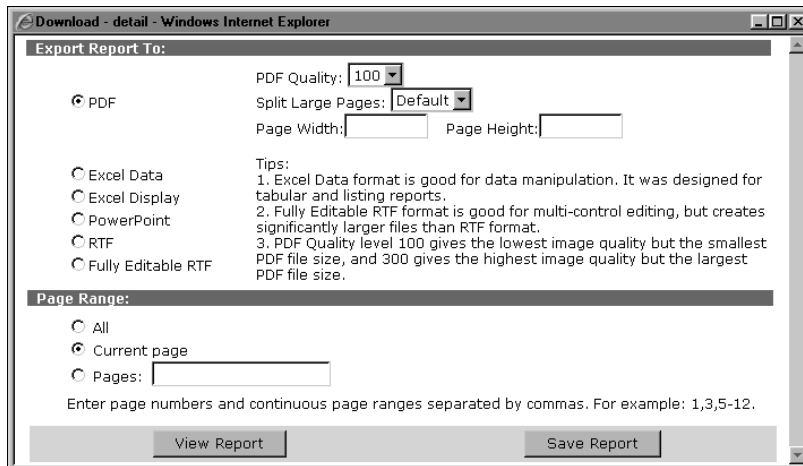 Download - detail - Windows Internet Explorer
Export Report To:
PDF Quality: 100
PDF
Split Large Pages: Default
Page Width: Page Height:
Excel Data
Excel Display
PowerPoint
RTF
Fully Editable RTF
Tips:
1. Excel Data format is good for data manipulation. It was designed for
tabular and listing reports.
2. Fully Editable RTF format is good for multi-control editing, but creates
significantly larger files than RTF format.
3. PDF Quality level 100 gives the lowest image quality but the smallest
PDF file size, and 300 gives the highest image quality but the largest
PDF file size.
Page Range:
All
Current page
Pages:
Enter page numbers and continuous page ranges separated by commas. For example: 1,3,5-12.
View Report Save Report